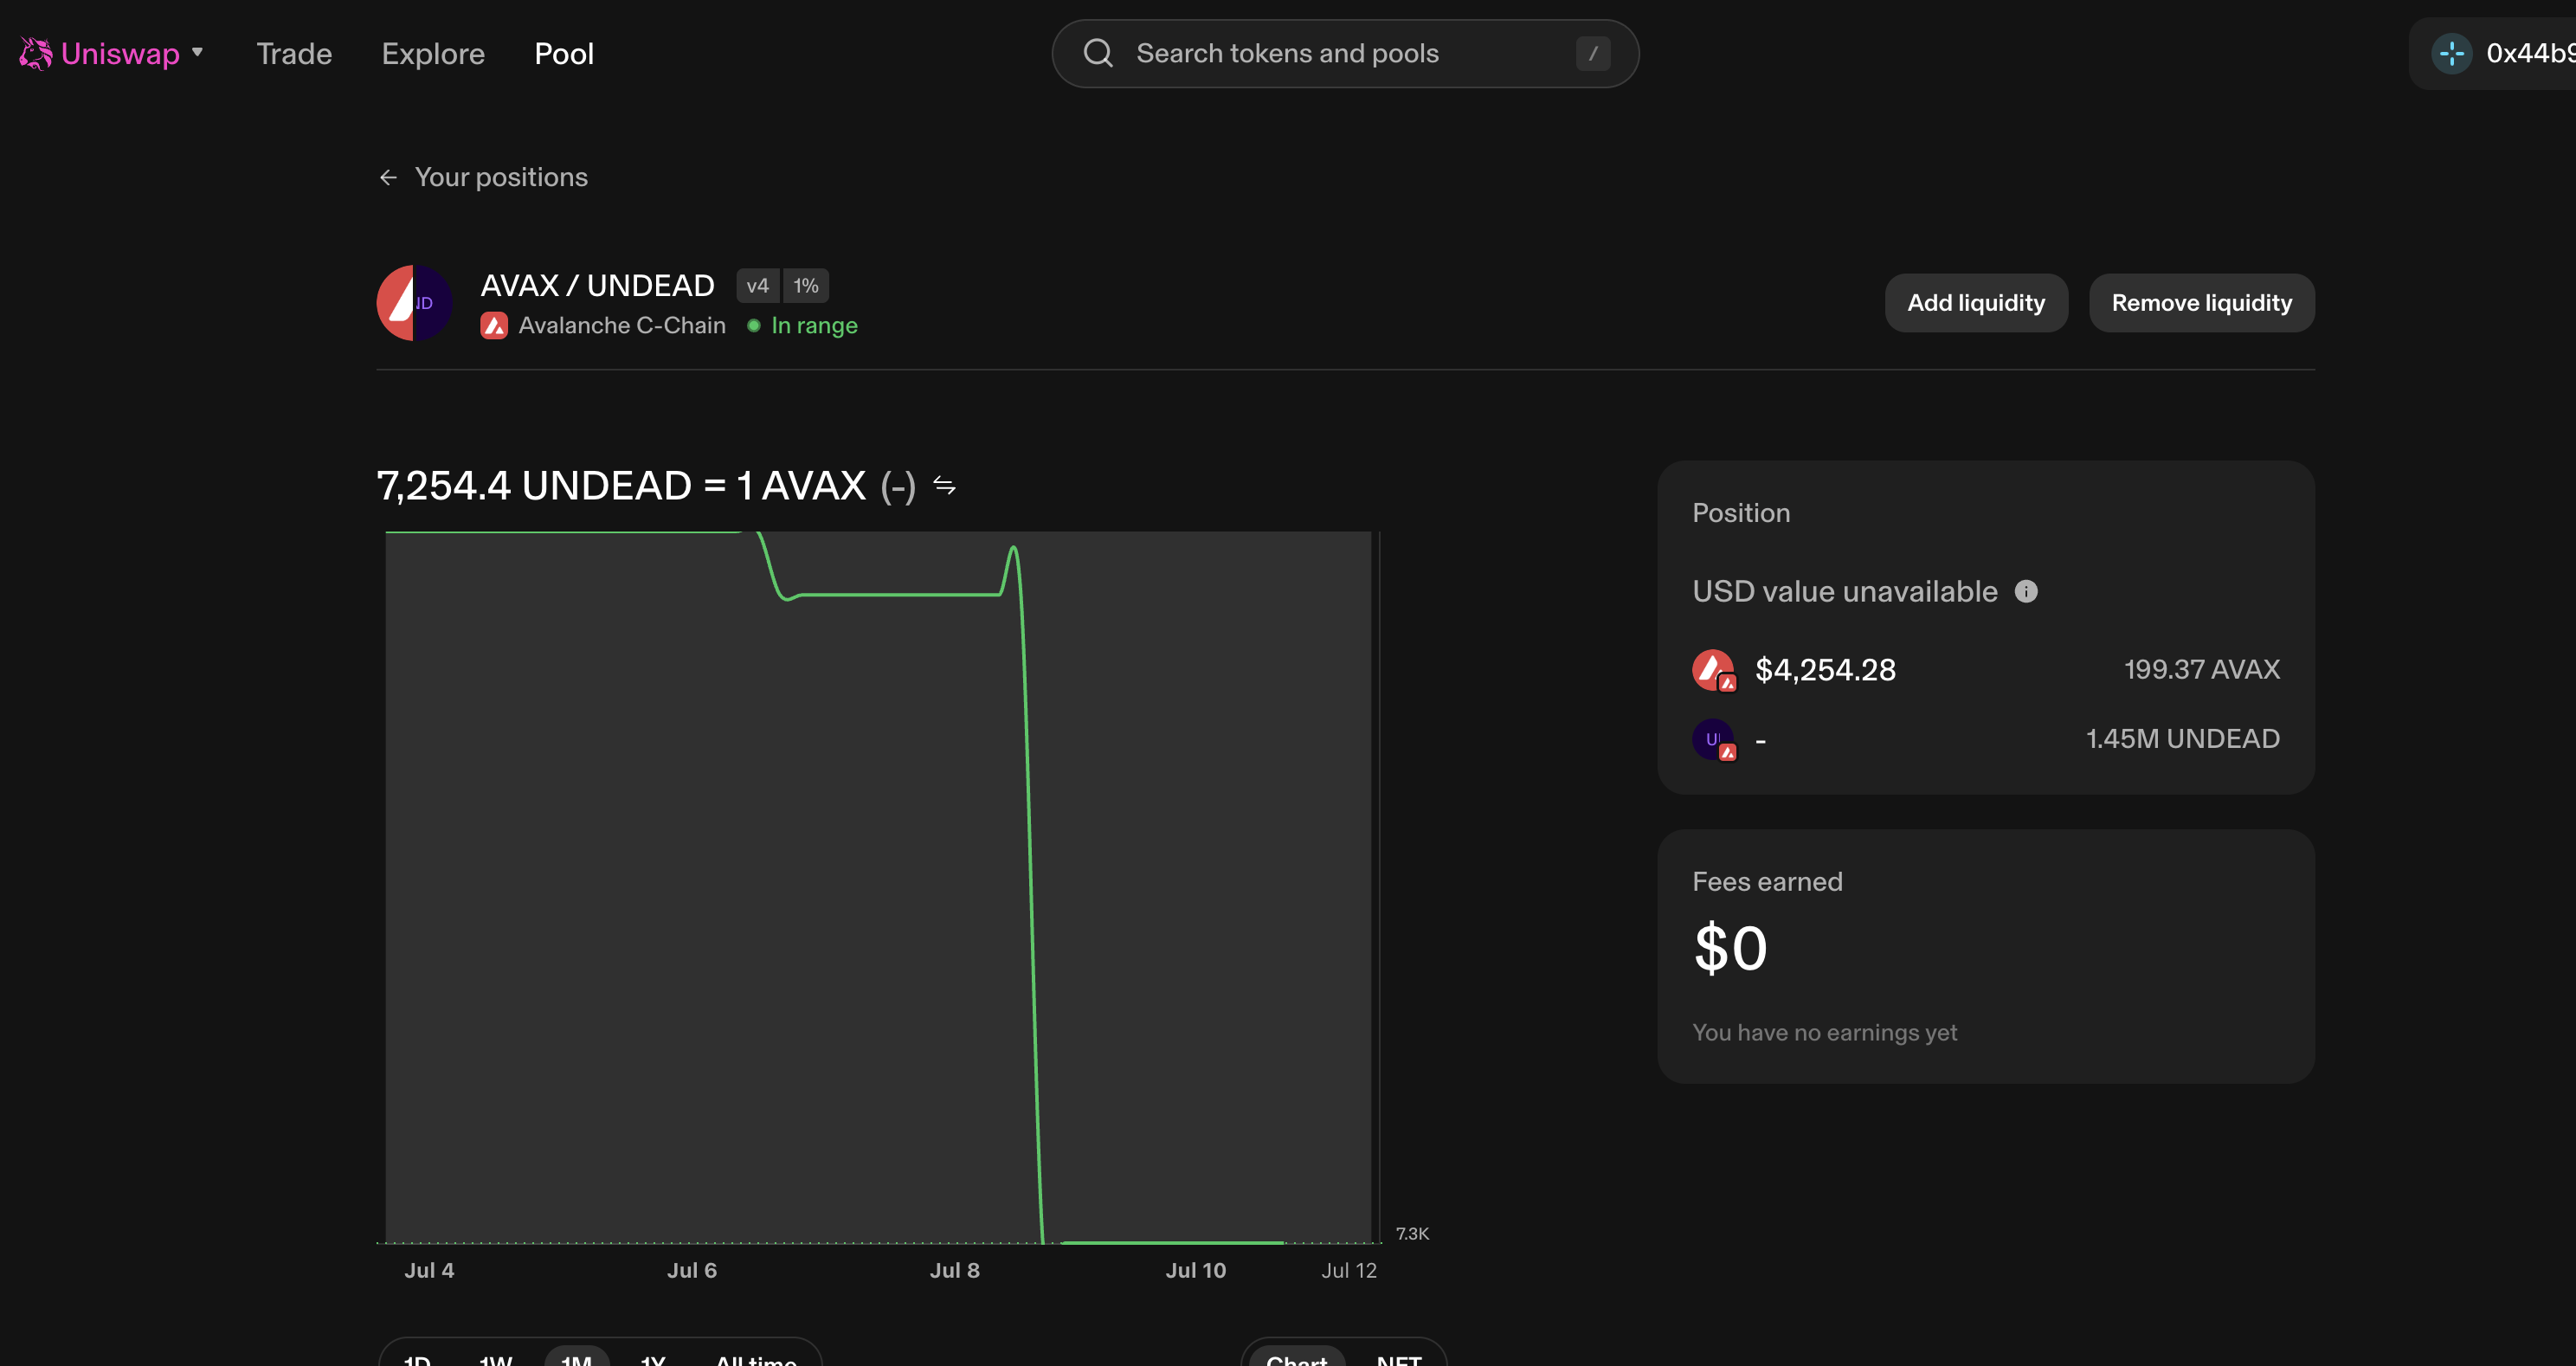 Uniswap Trade Explore Pool Search tokens and pools / 0x44b9
Your positions
AVAX / UNDEAD v4 1%
Avalanche C-Chain In range
Add liquidity Remove liquidity
7,254.4 UNDEAD = 1 AVAX (-)
7.3K
Jul 4 Jul 6 Jul 8 Jul 10 Jul 12
1D 1W 1M 1Y All time Chart NFT
Position
USD value unavailable
$4,254.28 199.37 AVAX
- 1.45M UNDEAD
Fees earned
$0
You have no earnings yet